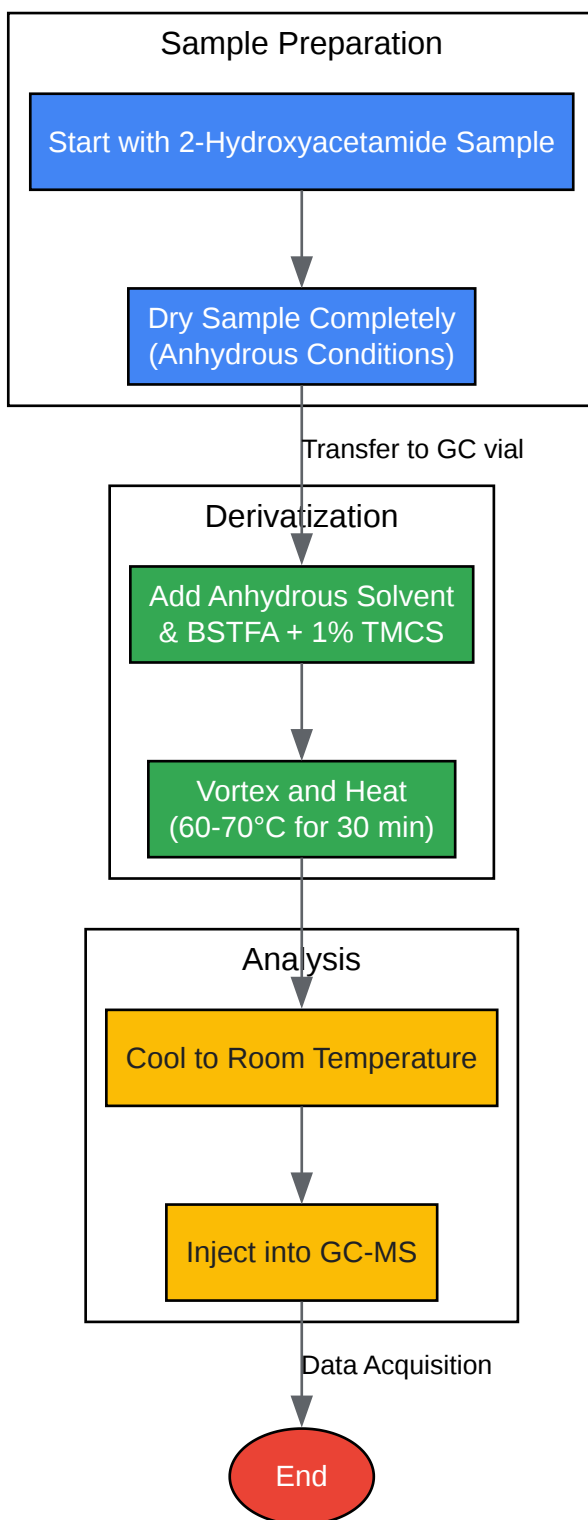 Sample Preparation
Start with 2-Hydroxyacetamide Sample
Dry Sample Completely
(Anhydrous Conditions)
Transfer to GC vial
Derivatization
Add Anhydrous Solvent
& BSTFA + 1% TMCS
Vortex and Heat
(60-70°C for 30 min)
Analysis
Cool to Room Temperature
Inject into GC-MS
Data Acquisition
End